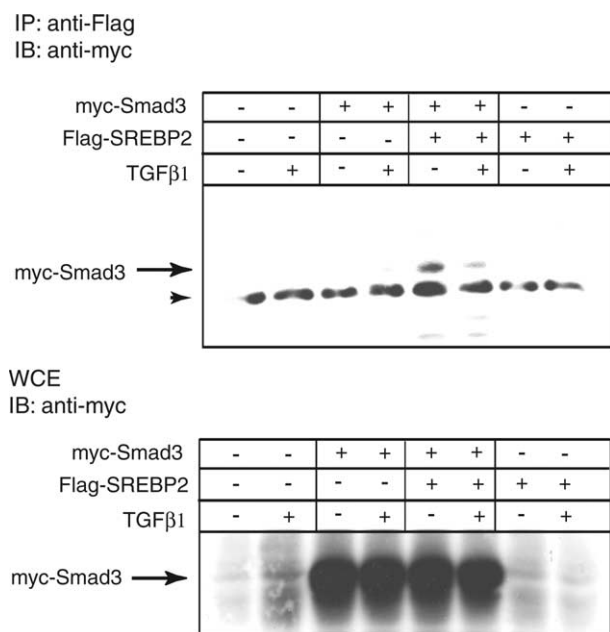 IP: anti-Flag
IB: anti-myc
myc-Smad3 - - + + + + - -
Flag-SREBP2 - - - - + + + +
TGFβ1 - + - + - + - +
myc-Smad3
WCE
IB: anti-myc
myc-Smad3 - - + + + + - -
Flag-SREBP2 - - - - + + + +
TGFβ1 - + - + - + - +
myc-Smad3